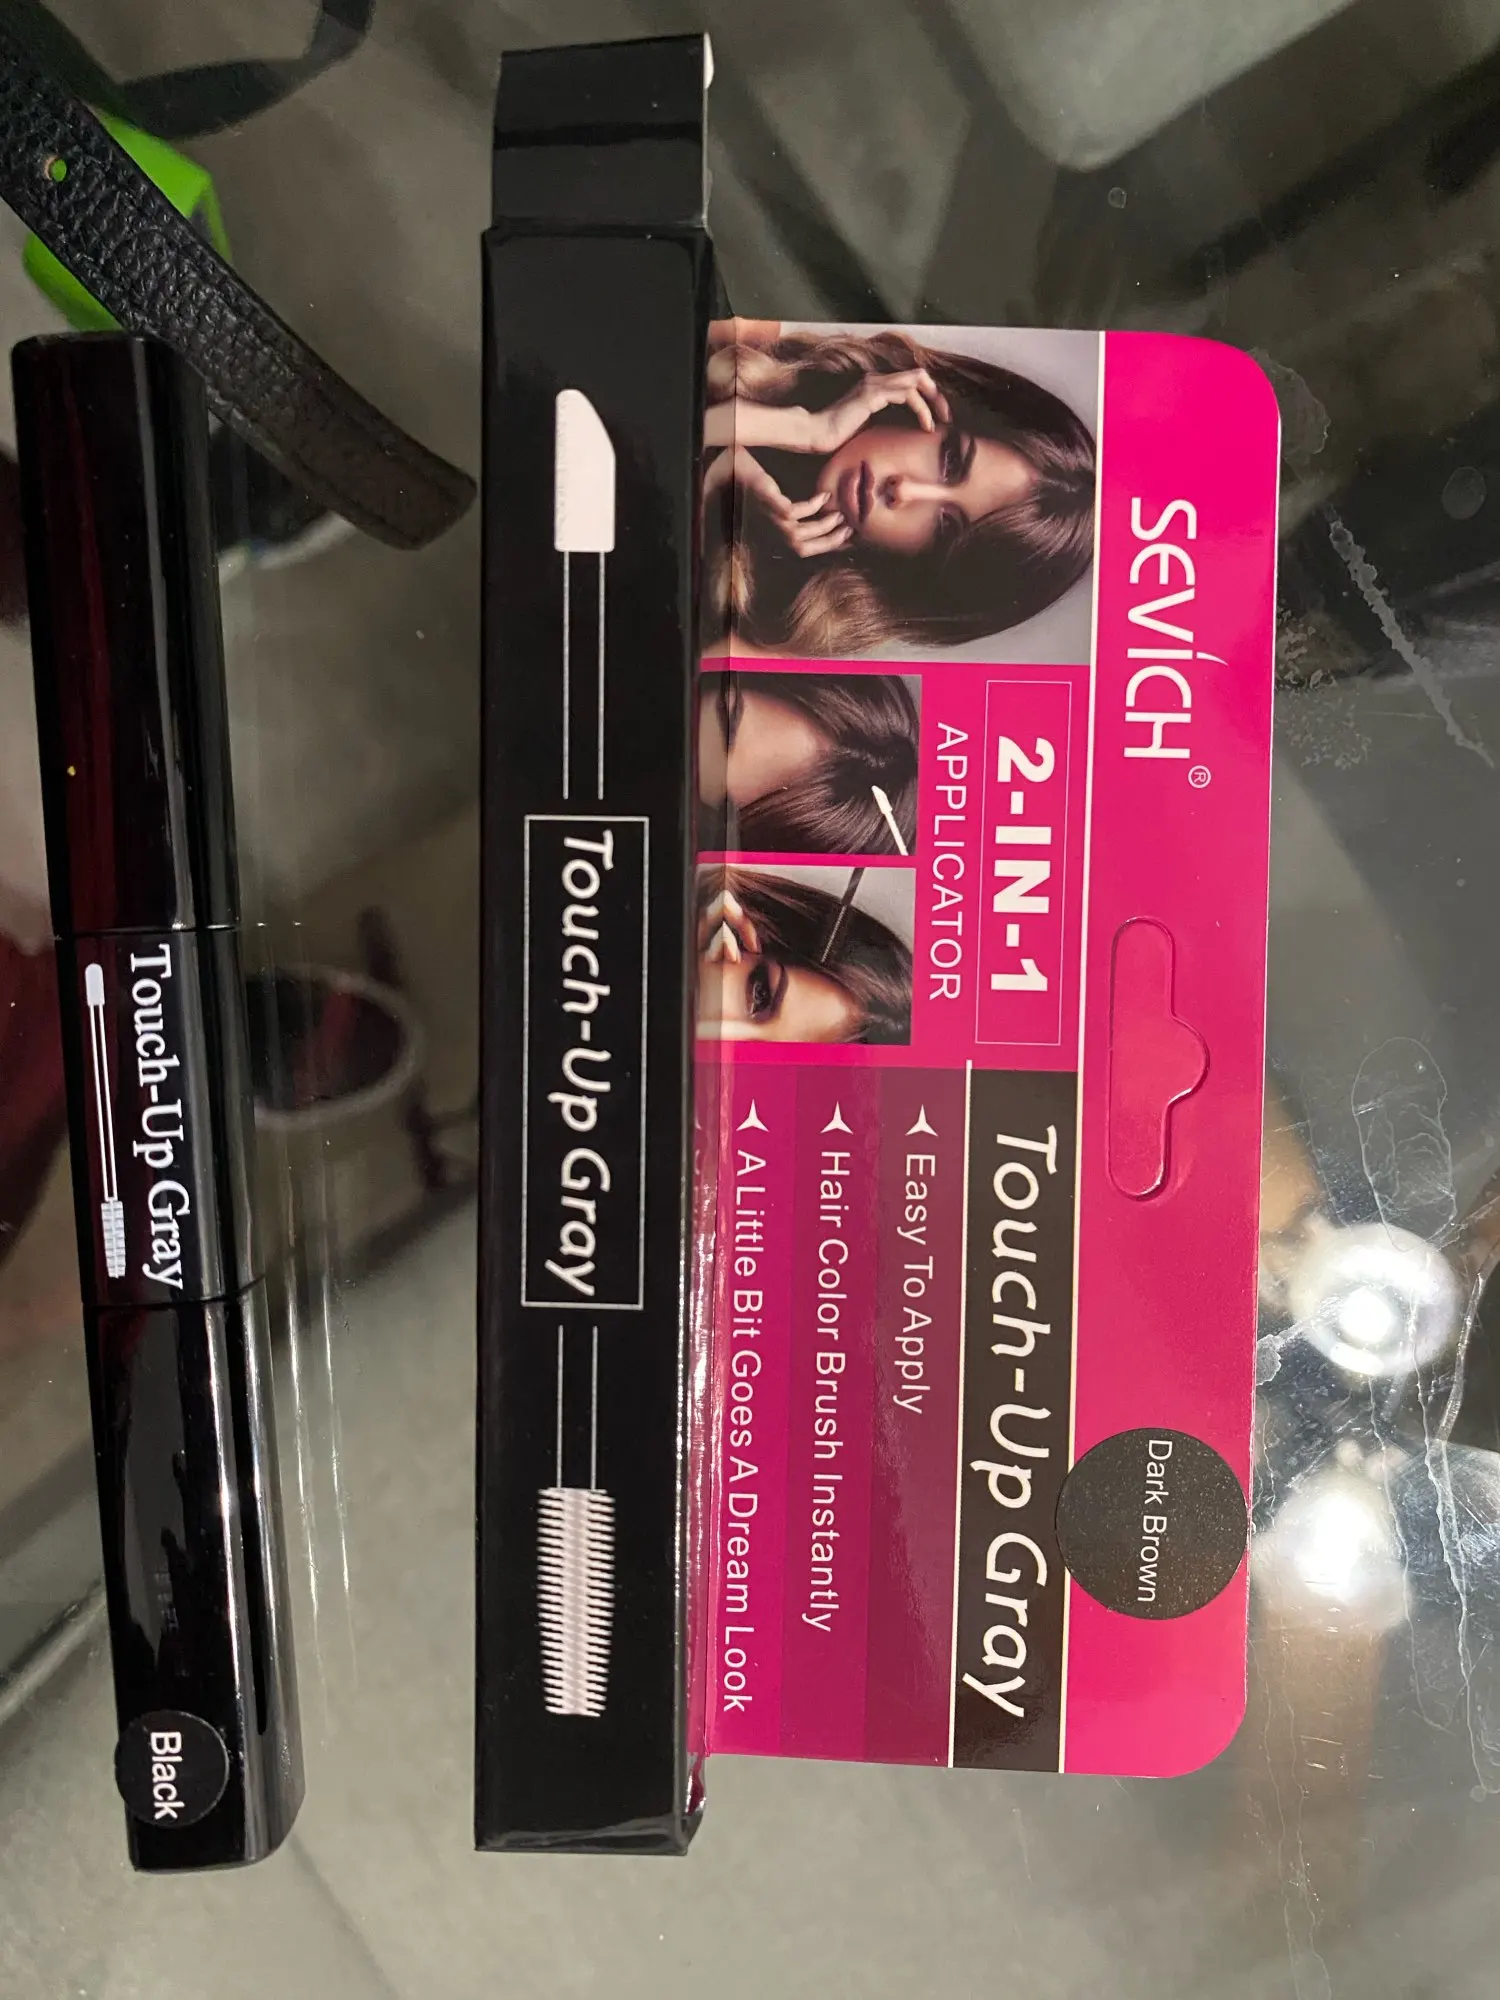 SEVICH®
2-IN-1
APPLICATOR
Touch-Up Gray
Dark Brown
Easy To Apply
Hair Color Brush Instantly
A Little Bit Goes A Dream Look
Touch-Up Gray
Touch-Up Gray
Black